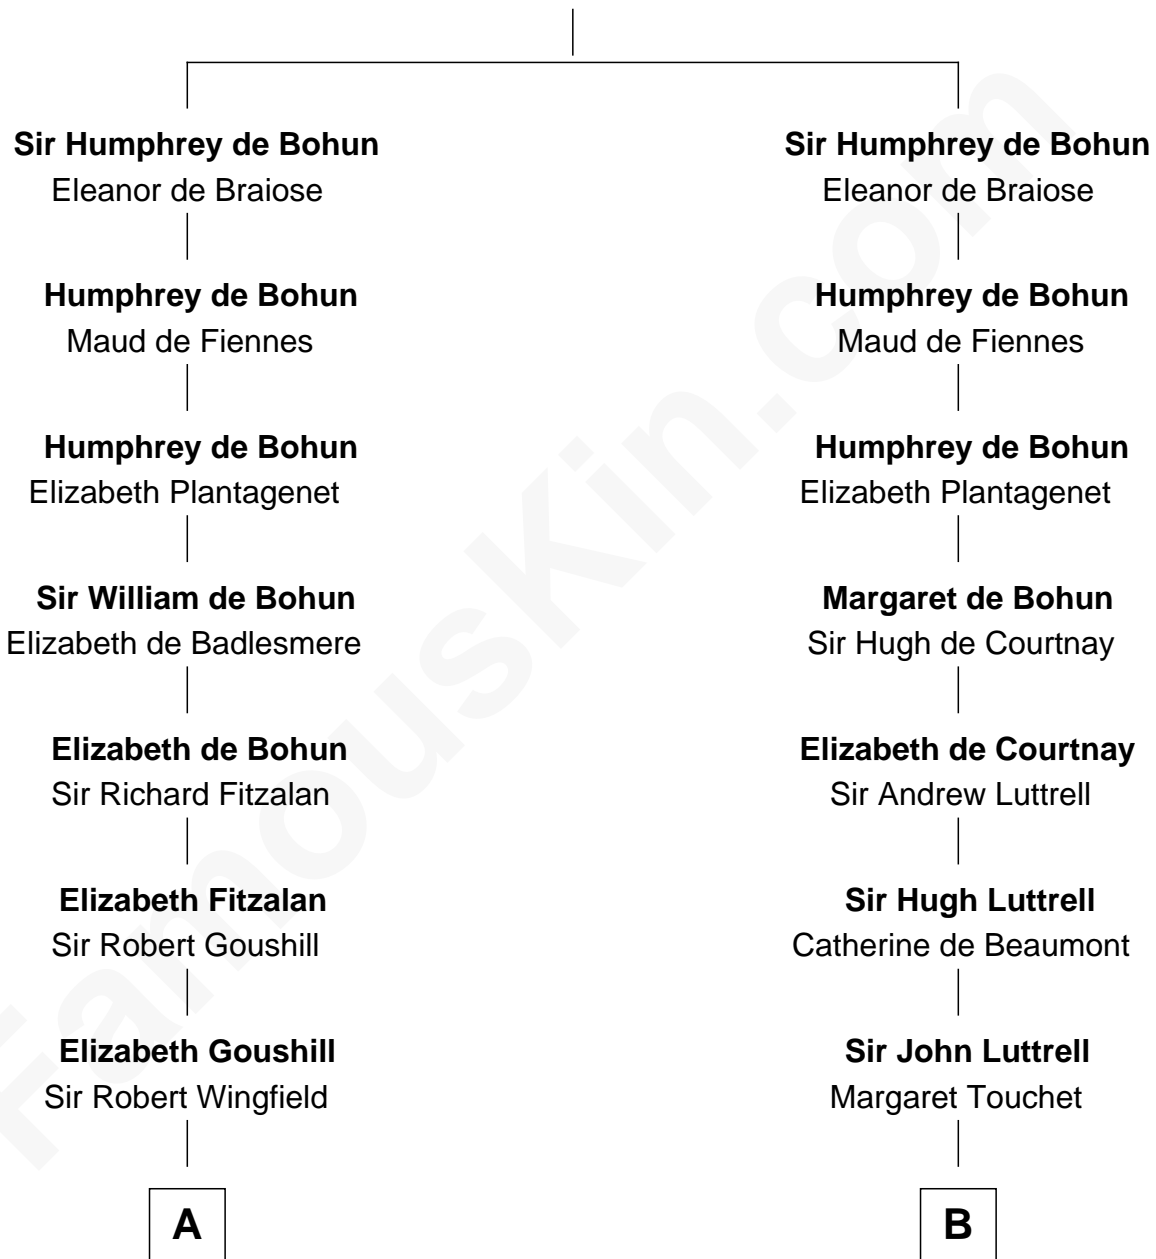 Sir Humphrey de Bohun
Eleanor de Braiose
Humphrey de Bohun
Maud de Fiennes
Humphrey de Bohun
Elizabeth Plantagenet
Sir William de Bohun
Elizabeth de Badlesmere
Elizabeth de Bohun
Sir Richard Fitzalan
Elizabeth Fitzalan
Sir Robert Goushill
Elizabeth Goushill
Sir Robert Wingfield
A
Sir Humphrey de Bohun
Eleanor de Braiose
Humphrey de Bohun
Maud de Fiennes
Humphrey de Bohun
Elizabeth Plantagenet
Margaret de Bohun
Sir Hugh de Courtnay
Elizabeth de Courtnay
Sir Andrew Luttrell
Sir Hugh Luttrell
Catherine de Beaumont
Sir John Luttrell
Margaret Touchet
B
FamousKin.com